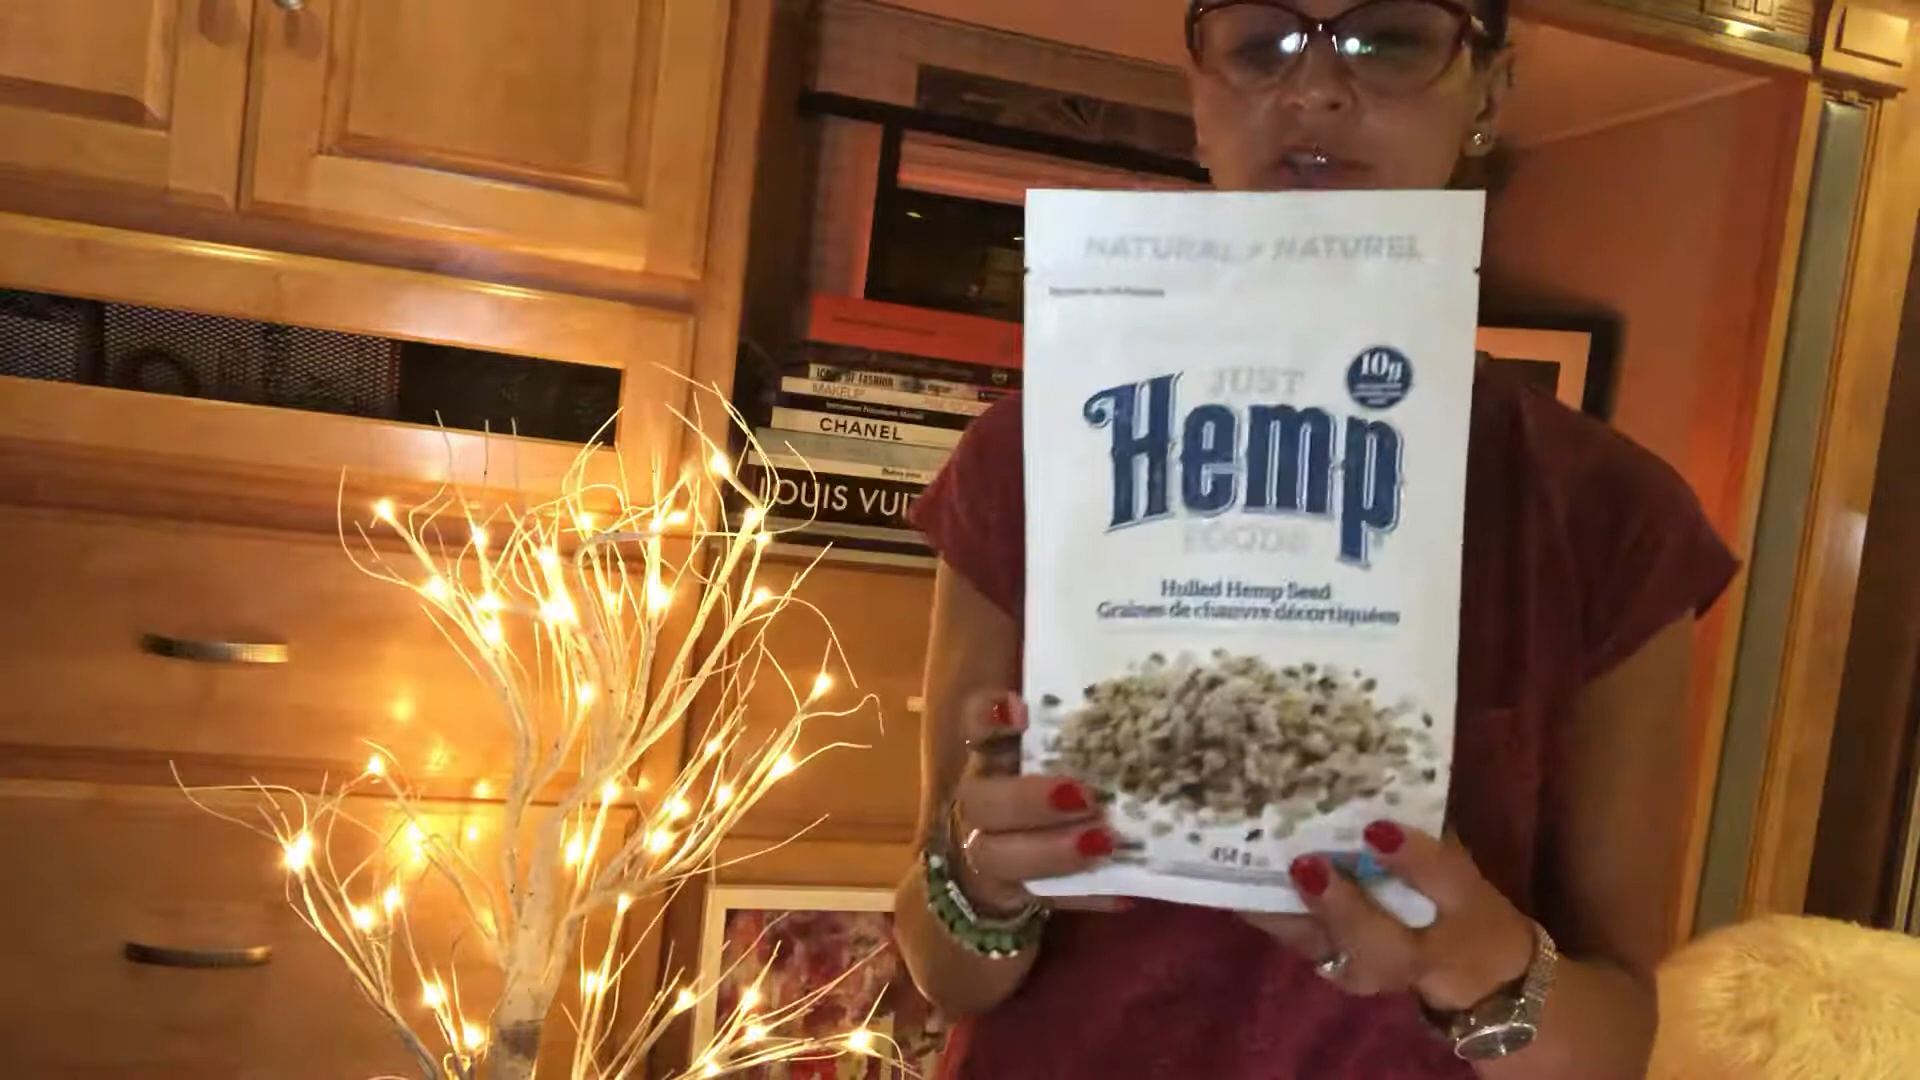 NATURAL • NATUREL
JUST
Hemp
FOODS
10g
Hulled Hemp Seed
Graines de chanvre décortiquées
454 g
ICONS OF FASHION
MAKEUP
CHANEL
LOUIS VUIT